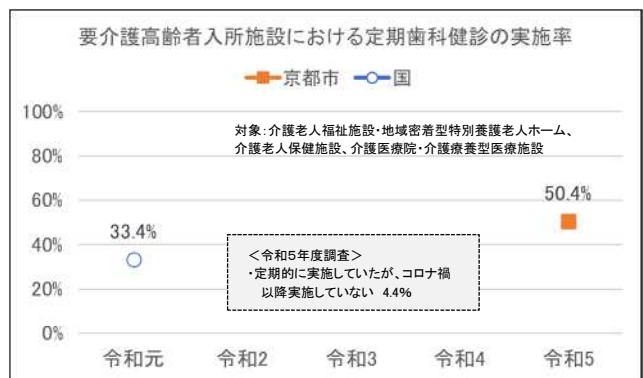 要介護高齢者入所施設における定期歯科健診の実施率
京都市 国
対象：介護老人福祉施設・地域密着型特別養護老人ホーム、
介護老人保健施設、介護医療院・介護療養型医療施設
100%
80%
60%
40%
20%
0%
33.4%
50.4%
＜令和５年度調査＞
・定期的に実施していたが、コロナ禍
以降実施していない 4.4%
令和元 令和2 令和3 令和4 令和5